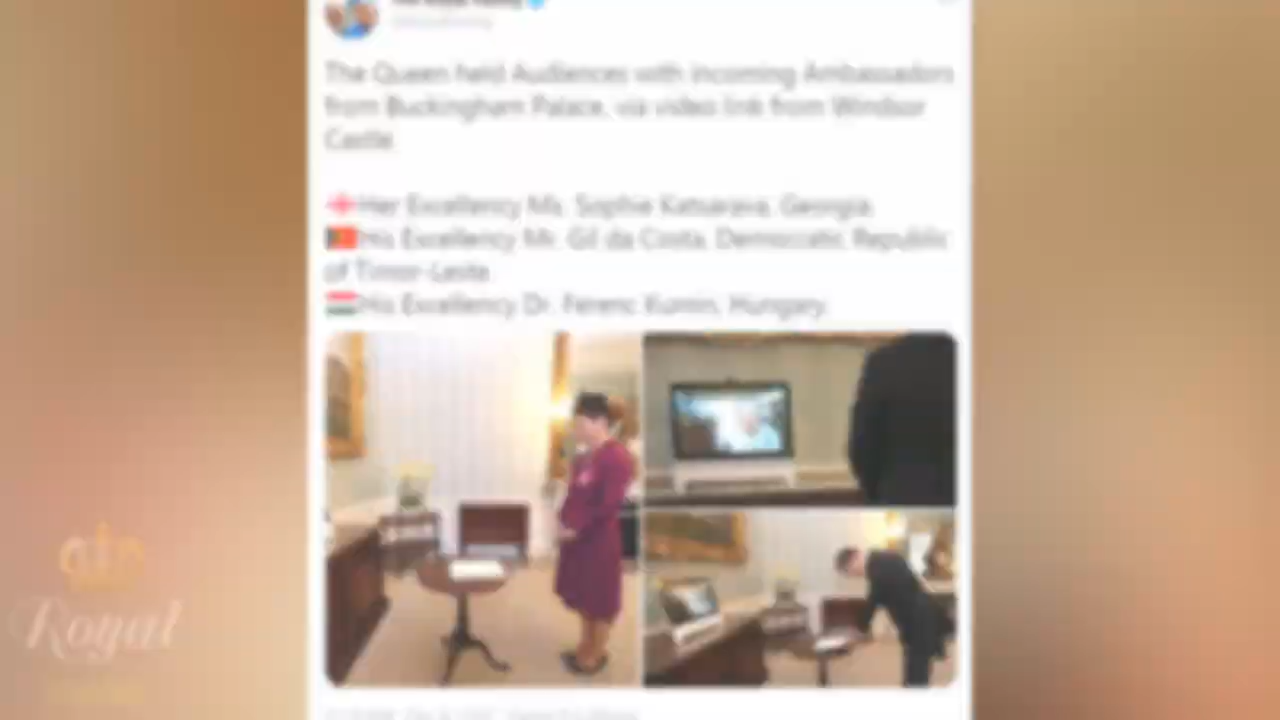 The Queen held Audiences with incoming Ambassadors
from Buckingham Palace, via video link from Windsor
Castle.
Her Excellency Ms. Sophie Katsarava, Georgia.
His Excellency Mr. Gil da Costa, Democratic Republic
of Timor-Leste.
His Excellency Dr. Ferenc Kumin, Hungary.
Royal